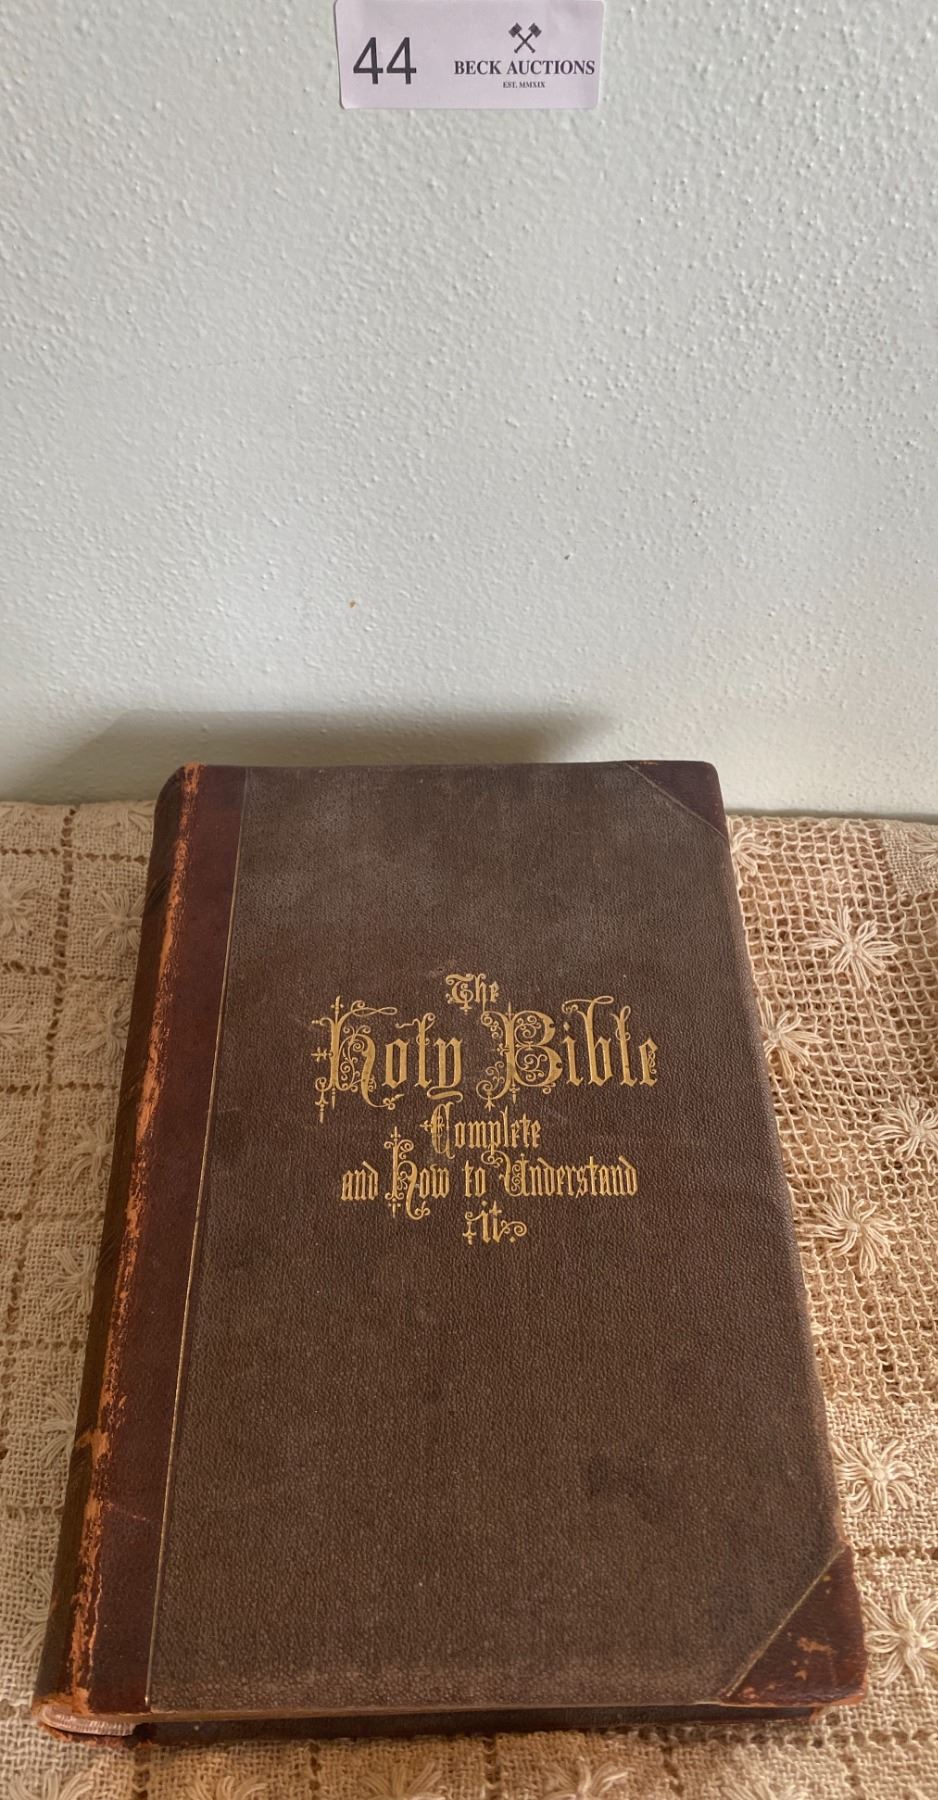 44
BECK AUCTIONS
EST. MMXIX
The
Holy Bible
Complete
and How to Understand
it.